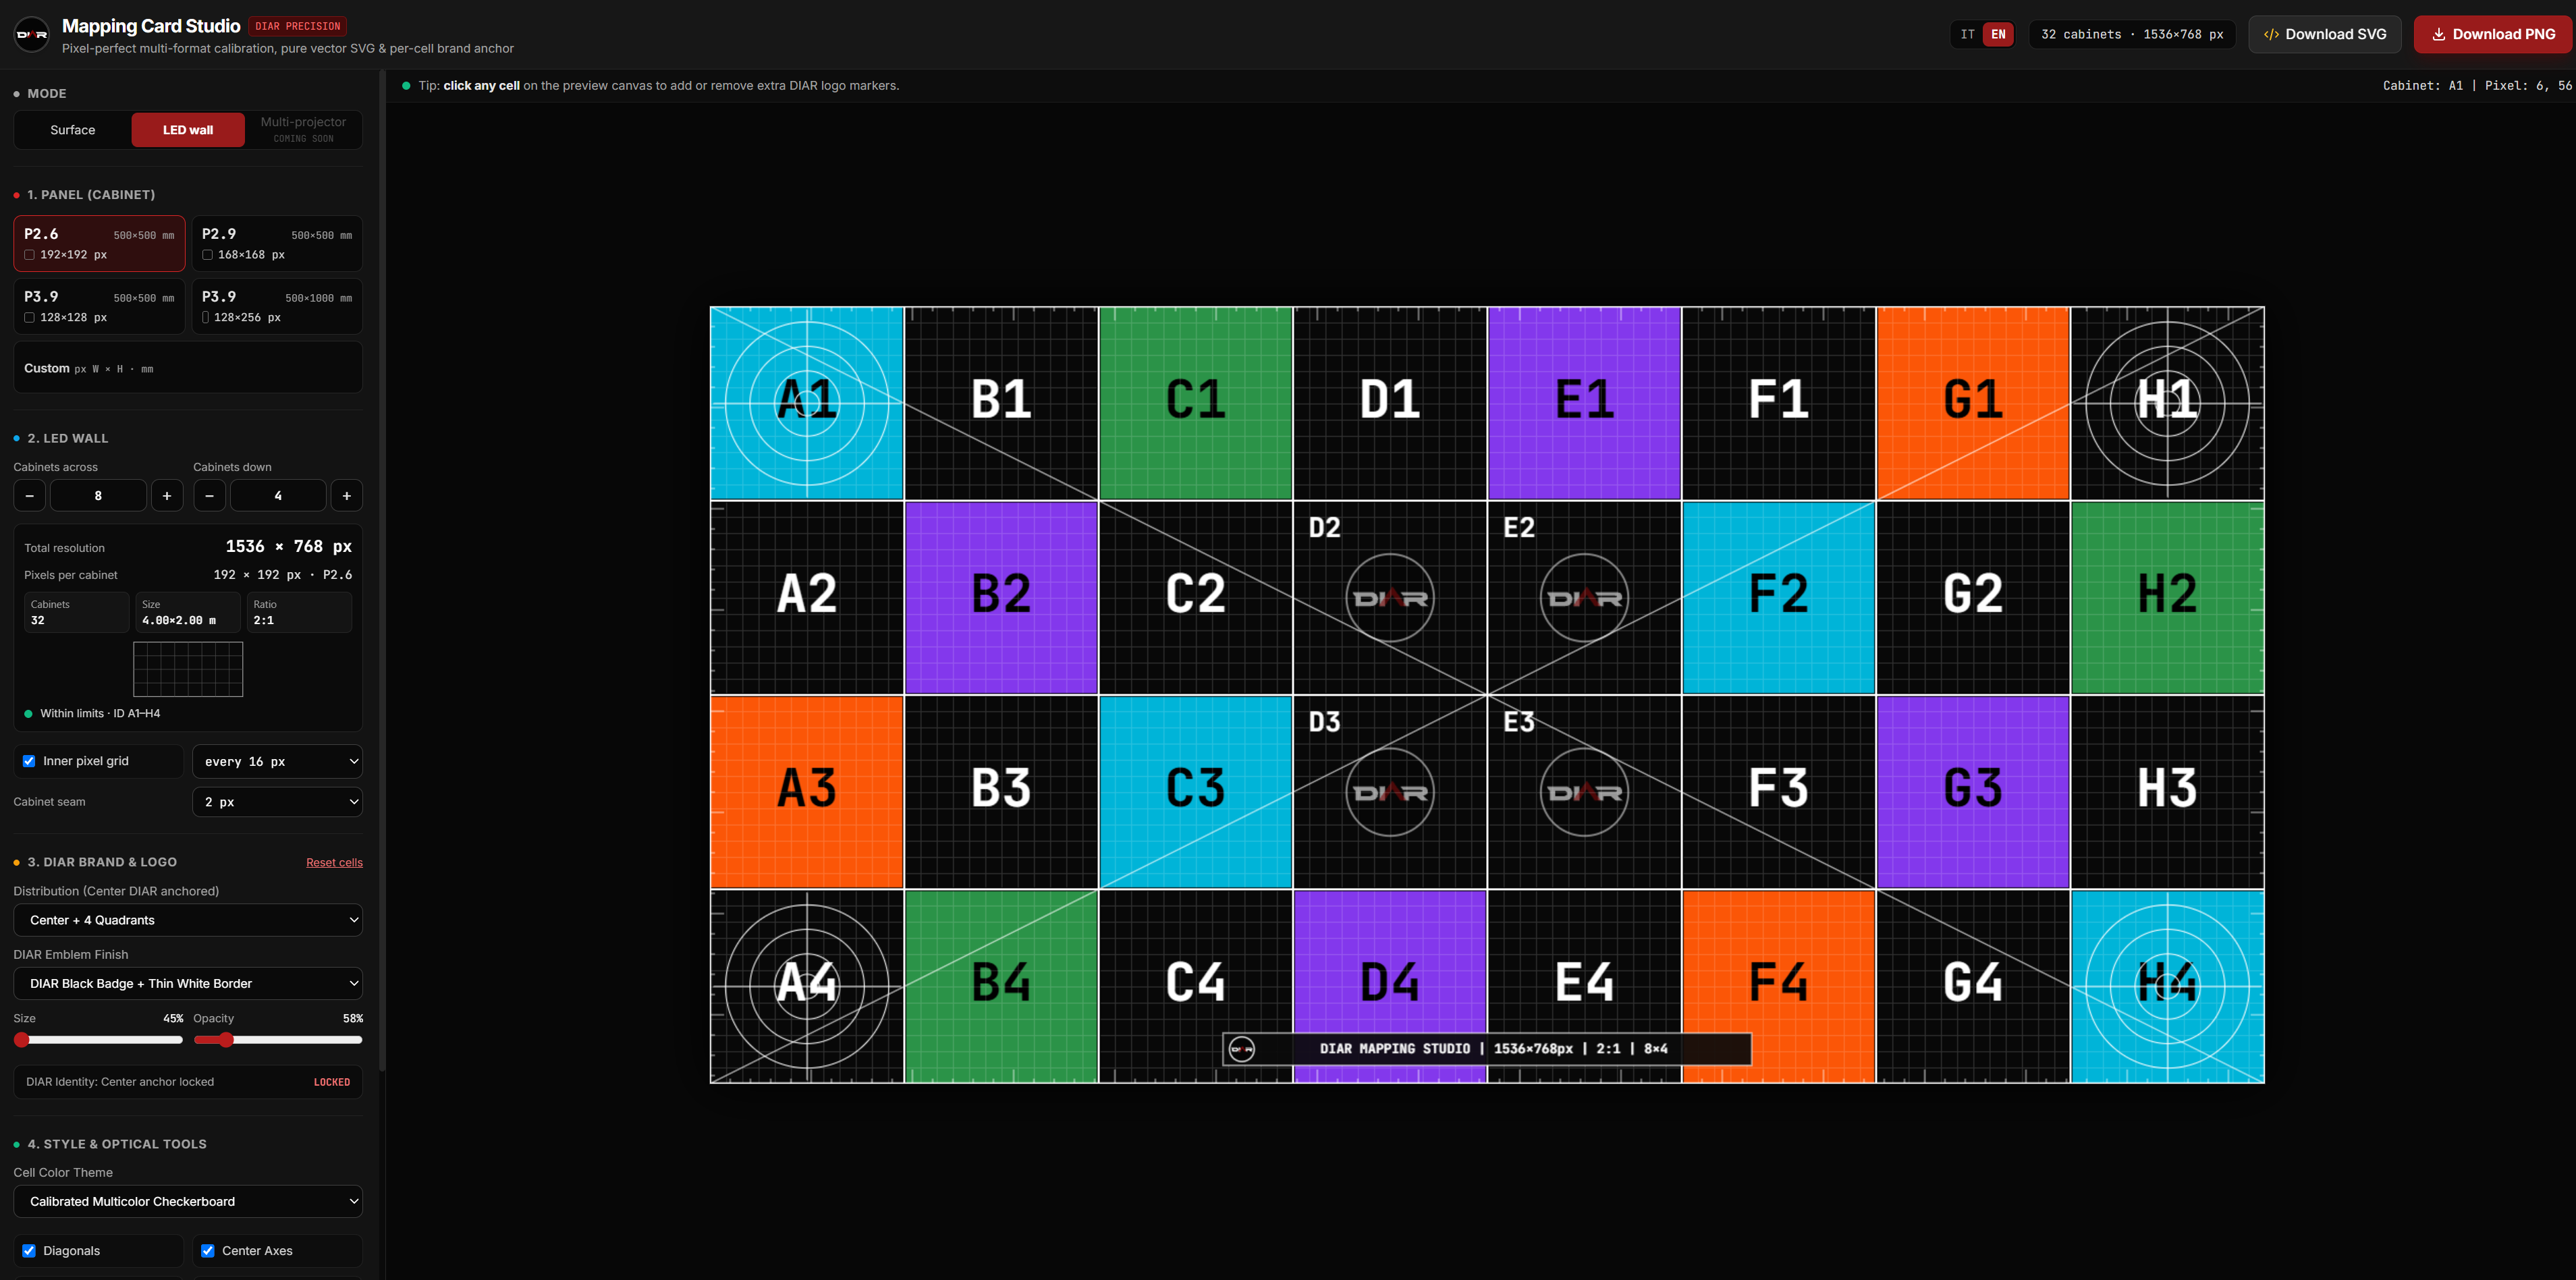 DIAR
Mapping Card Studio
DIAR PRECISION
Pixel-perfect multi-format calibration, pure vector SVG & per-cell brand anchor
IT
EN
32 cabinets · 1536×768 px
</> Download SVG
Download PNG
Tip: click any cell on the preview canvas to add or remove extra DIAR logo markers.
Cabinet: A1 | Pixel: 6, 56
MODE
Surface
LED wall
Multi-projector
COMING SOON
1. PANEL (CABINET)
P2.6 500×500 mm
192×192 px
P2.9 500×500 mm
168×168 px
P3.9 500×500 mm
128×128 px
P3.9 500×1000 mm
128×256 px
Custom px W × H · mm
2. LED WALL
Cabinets across
Cabinets down
− 8 +
− 4 +
Total resolution 1536 × 768 px
Pixels per cabinet 192 × 192 px · P2.6
Cabinets
32
Size
4.00×2.00 m
Ratio
2:1
Within limits · ID A1–H4
Inner pixel grid
every 16 px
Cabinet seam
2 px
3. DIAR BRAND & LOGO
Reset cells
Distribution (Center DIAR anchored)
Center + 4 Quadrants
DIAR Emblem Finish
DIAR Black Badge + Thin White Border
Size 45%
Opacity 58%
DIAR Identity: Center anchor locked
LOCKED
4. STYLE & OPTICAL TOOLS
Cell Color Theme
Calibrated Multicolor Checkerboard
Diagonals
Center Axes
A1 B1 C1 D1 E1 F1 G1 H1
A2 B2 C2 D2 E2 F2 G2 H2
DIAR DIAR
A3 B3 C3 D3 E3 F3 G3 H3
DIAR DIAR
A4 B4 C4 D4 E4 F4 G4 H4
DIAR DIAR MAPPING STUDIO | 1536×768px | 2:1 | 8×4